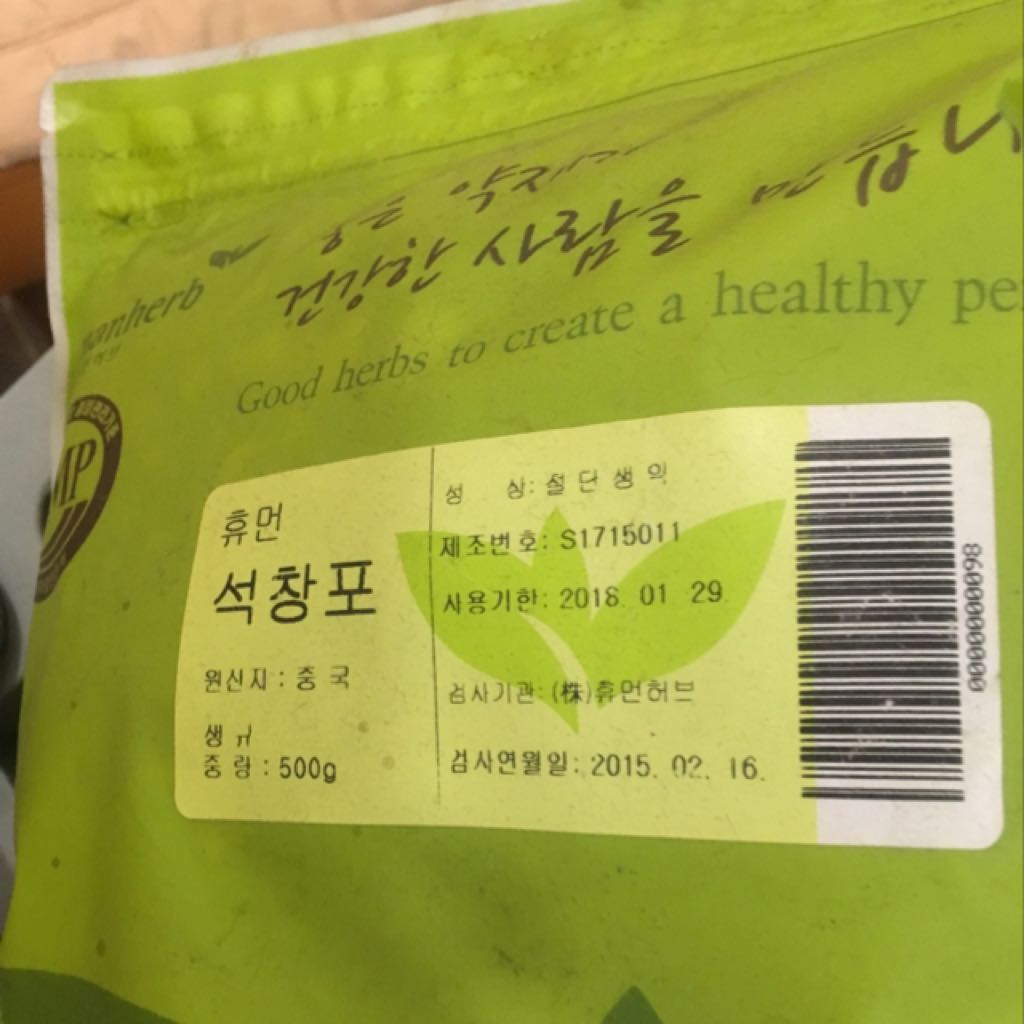 건강한 사람을
Good herbs to create a healthy
휴먼
석창포
원산지 : 중국
생
중량 : 500g
성 상: 절단생약
제조번호: S1715011
사용기한: 2018. 01. 29.
검사기관: (株)휴먼허브
검사연월일: 2015. 02. 16.
8600000098